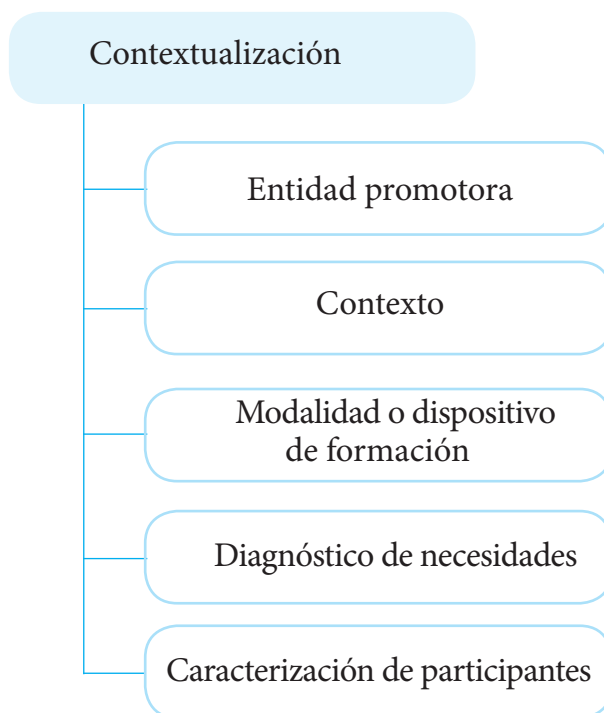 Contextualización
Entidad promotora
Contexto
Modalidad o dispositivo
de formación
Diagnóstico de necesidades
Caracterización de participantes